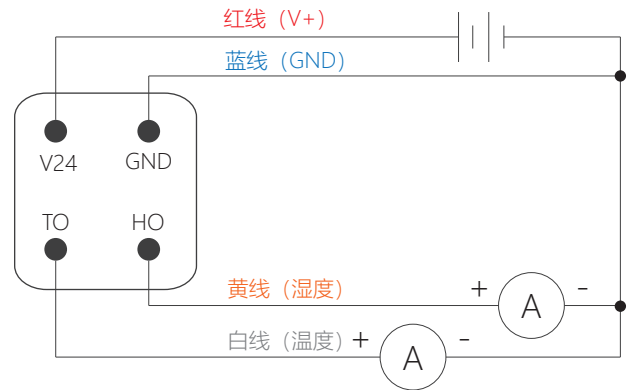 红线（V+）
蓝线（GND）
V24
GND
TO
HO
黄线（湿度）
+
A
-
白线（温度）
+
A
-